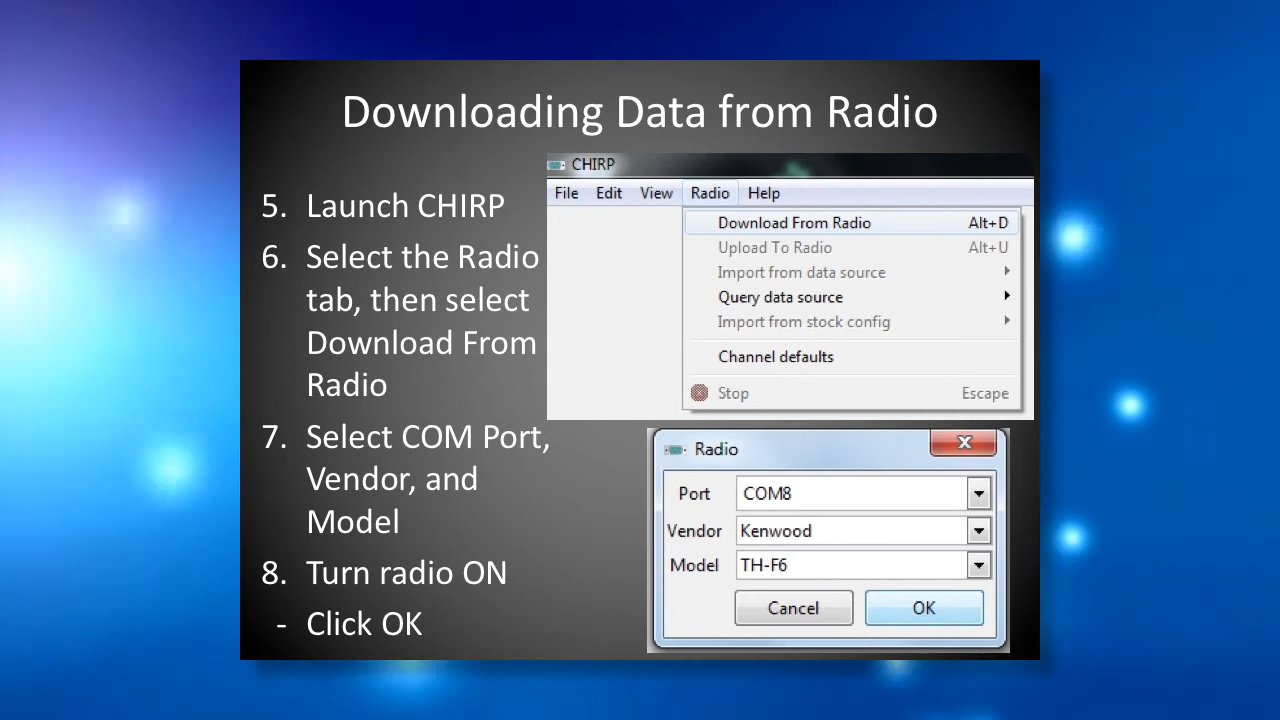 Downloading Data from Radio
5. Launch CHIRP
6. Select the Radio
tab, then select
Download From
Radio
7. Select COM Port,
Vendor, and
Model
8. Turn radio ON
- Click OK
CHIRP
File Edit View Radio Help
Download From Radio Alt+D
Upload To Radio Alt+U
Import from data source
Query data source
Import from stock config
Channel defaults
Stop Escape
Radio
Port COM8
Vendor Kenwood
Model TH-F6
Cancel OK